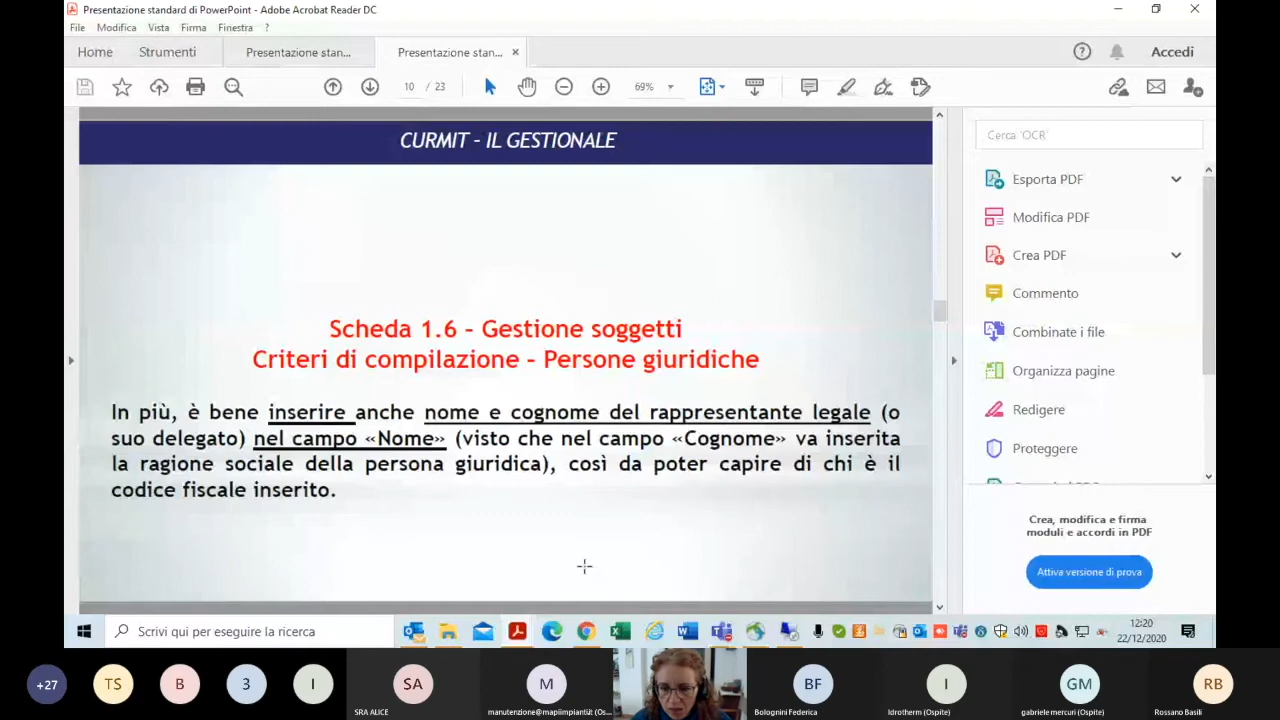 Presentazione standard di PowerPoint - Adobe Acrobat Reader DC
File Modifica Vista Firma Finestra ?
Home Strumenti Presentazione stan... Presentazione stan... × Accedi
10 / 23 69%
CURMIT – IL GESTIONALE
Scheda 1.6 – Gestione soggetti
Criteri di compilazione – Persone giuridiche
In più, è bene inserire anche nome e cognome del rappresentante legale (o
suo delegato) nel campo «Nome» (visto che nel campo «Cognome» va inserita
la ragione sociale della persona giuridica), così da poter capire di chi è il
codice fiscale inserito.
Cerca 'OCR'
Esporta PDF
Modifica PDF
Crea PDF
Commento
Combinate i file
Organizza pagine
Redigere
Proteggere
Crea, modifica e firma
moduli e accordi in PDF
Attiva versione di prova
Scrivi qui per eseguire la ricerca
12:20
22/12/2020
+27 TS B 3 I SA M BF I GM RB
SRA ALICE manutenzione@mapiimpianti.it (Os... Bolognini Federica Idrotherm (Ospite) gabriele mercuri (Ospite) Rossano Basili